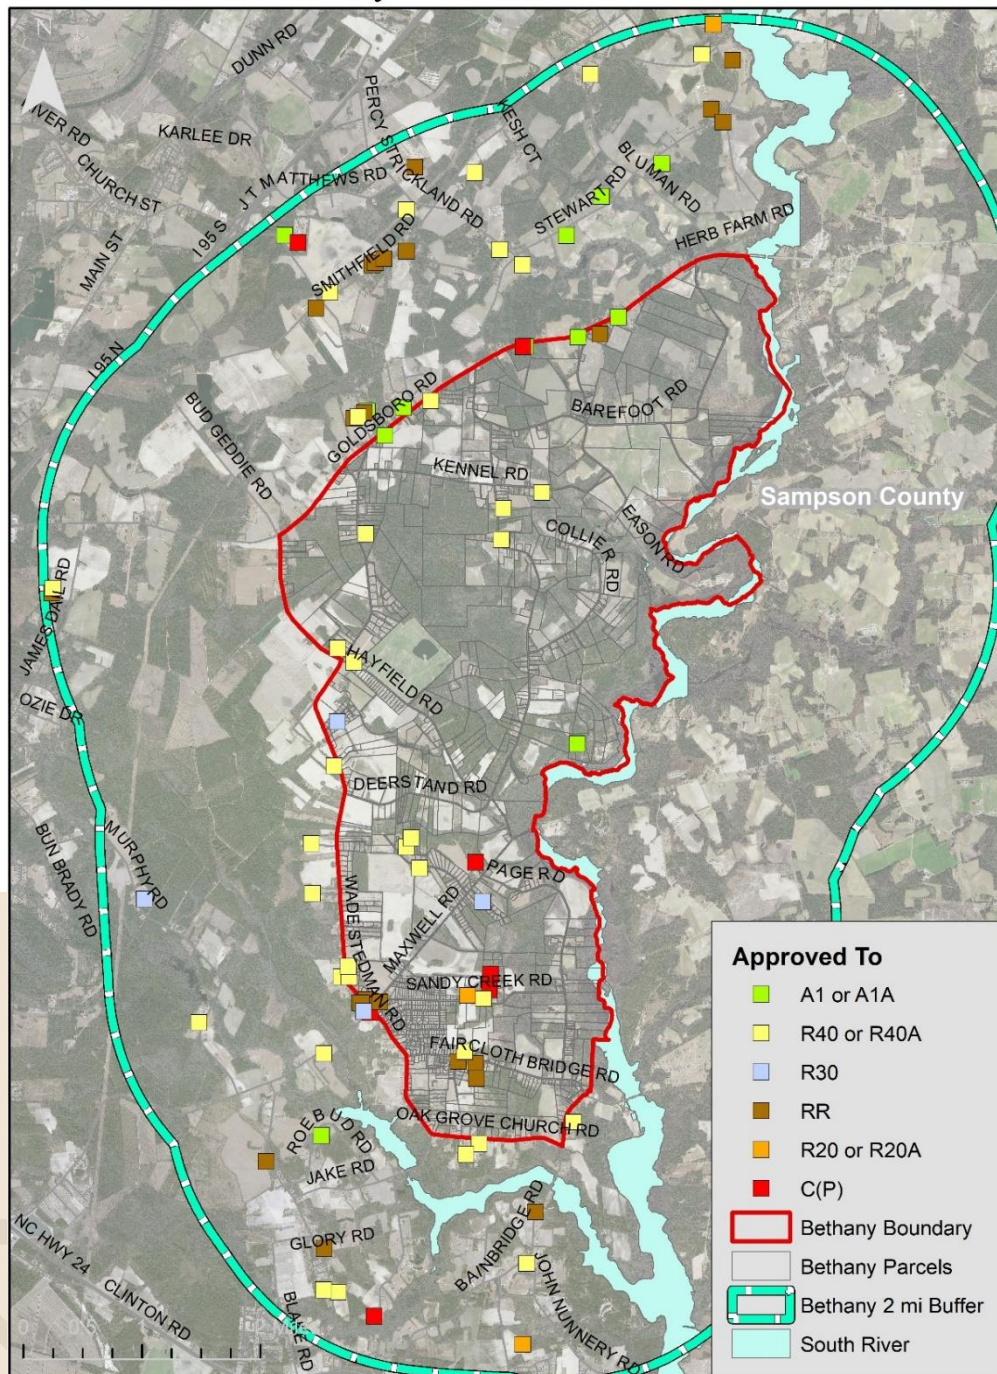 N
DUNN RD
PERCY STRICKLAND RD
KARLEE DR
CHURCH ST
J T MATTHEWS RD
I 95 S
BLUMAN RD
STEWART RD
MAIN ST
SMITHFIELD RD
HERB FARM RD
I 95 N
BUD GEDDIE RD
GOLDSBORO RD
BAREFOOT RD
KENNEL RD
Sampson County
COLLIER RD
EASON RD
JAMES DAIL RD
OZIE DR
HAYFIELD RD
DEERSTAND RD
BUN BRADY RD
MURPHY RD
WADE STEDMAN RD
MAXWELL RD
PAGE RD
SANDY CREEK RD
FAIRCLOTH BRIDGE RD
OAK GROVE CHURCH RD
ROEBUD RD
JAKE RD
GLORY RD
BAINBRIDGE RD
JOHN NUNNERY RD
NC HWY 24
CLINTON RD
BLAKE RD
Approved To
A1 or A1A
R40 or R40A
R30
RR
R20 or R20A
C(P)
Bethany Boundary
Bethany Parcels
Bethany 2 mi Buffer
South River